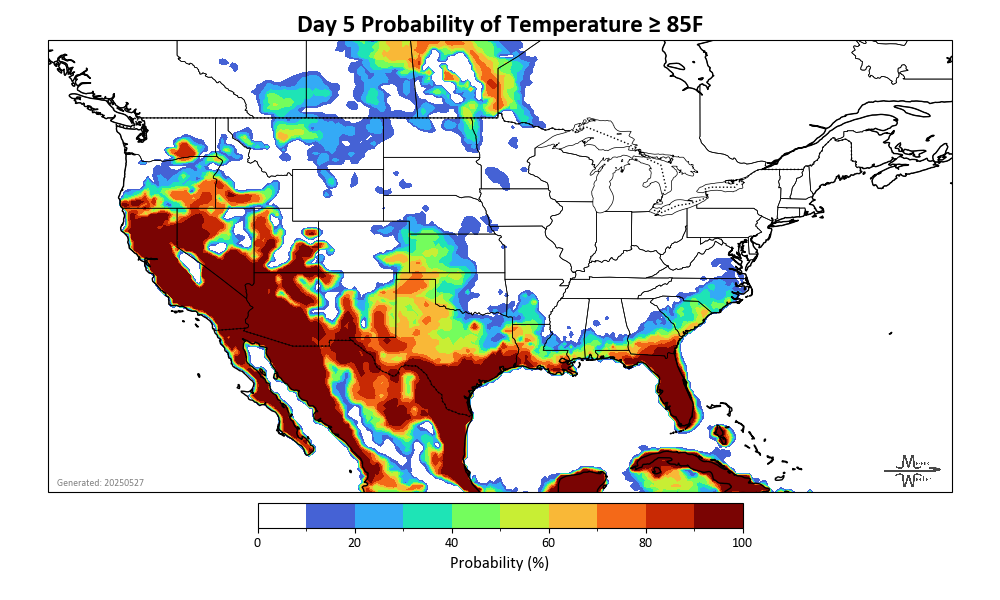 Day 5 Probability of Temperature ≥ 85F
Generated: 20250527
0 20 40 60 80 100
Probability (%)